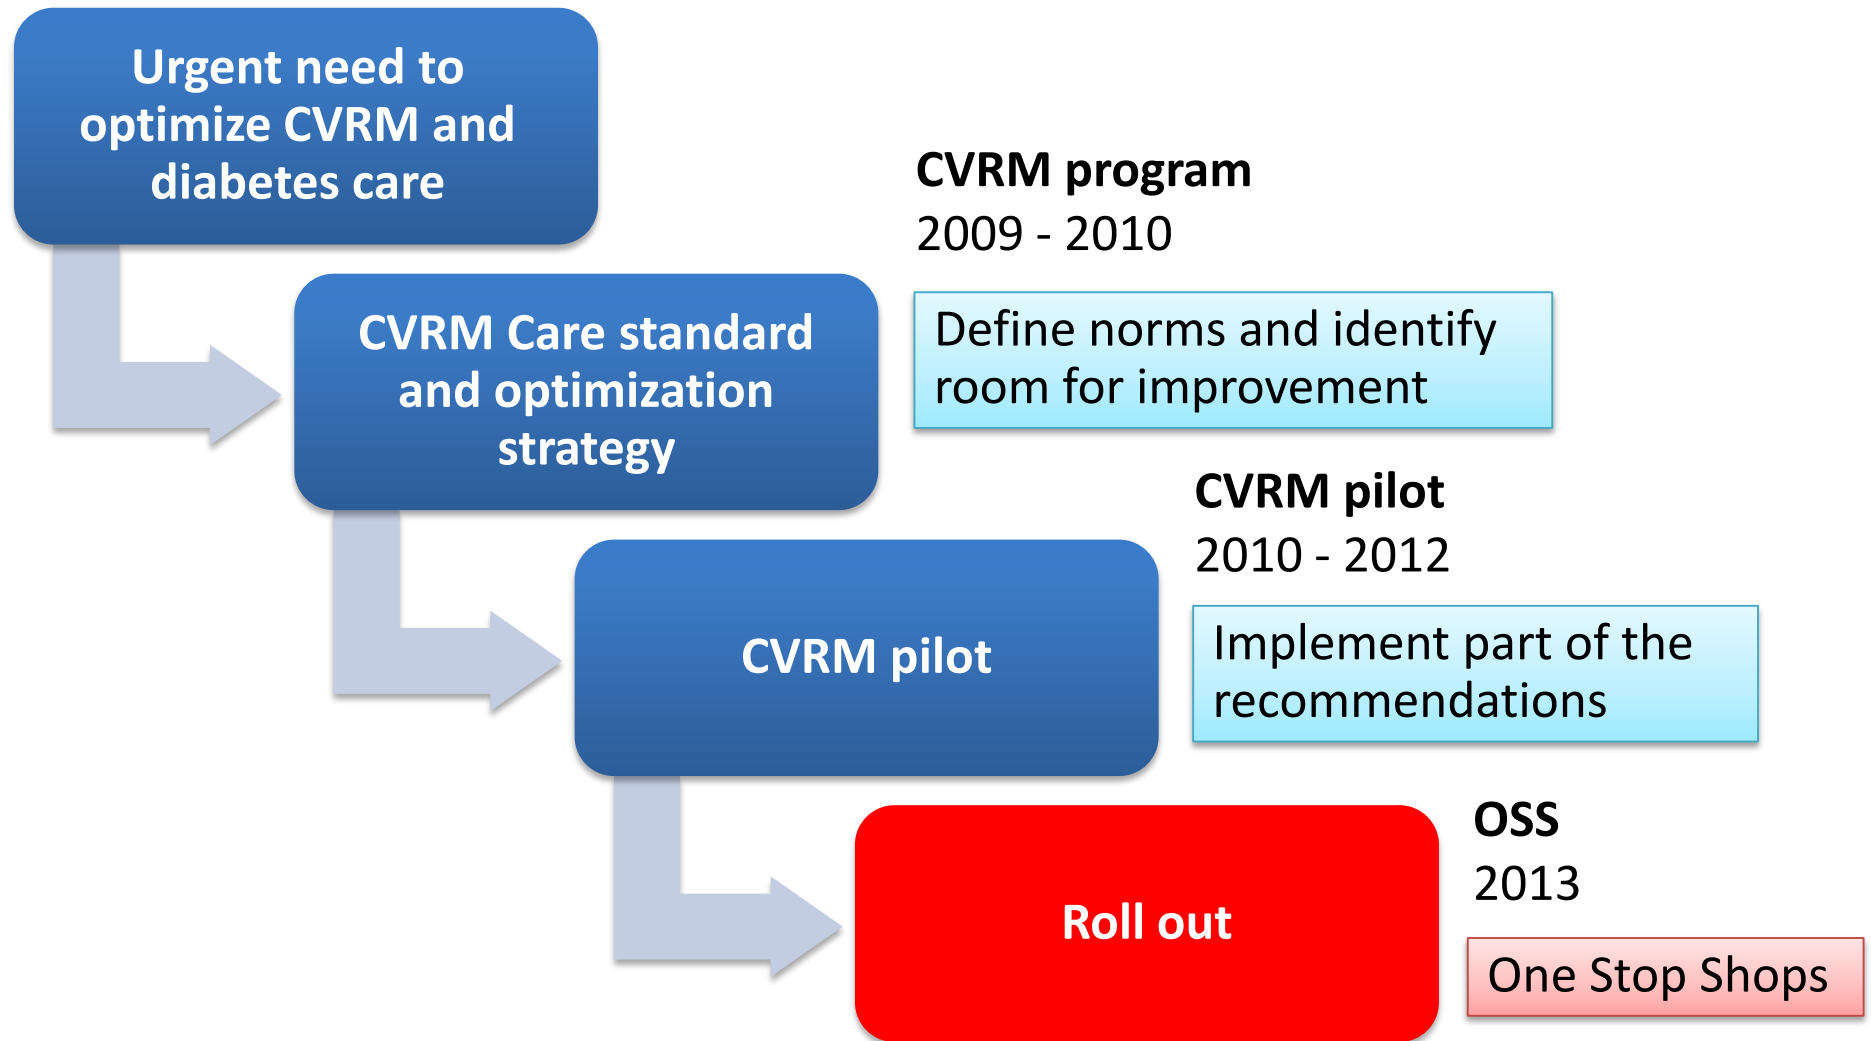 Urgent need to
optimize CVRM and
diabetes care
CVRM program
2009 - 2010
CVRM Care standard
and optimization
strategy
Define norms and identify
room for improvement
CVRM pilot
2010 - 2012
CVRM pilot
Implement part of the
recommendations
OSS
2013
Roll out
One Stop Shops